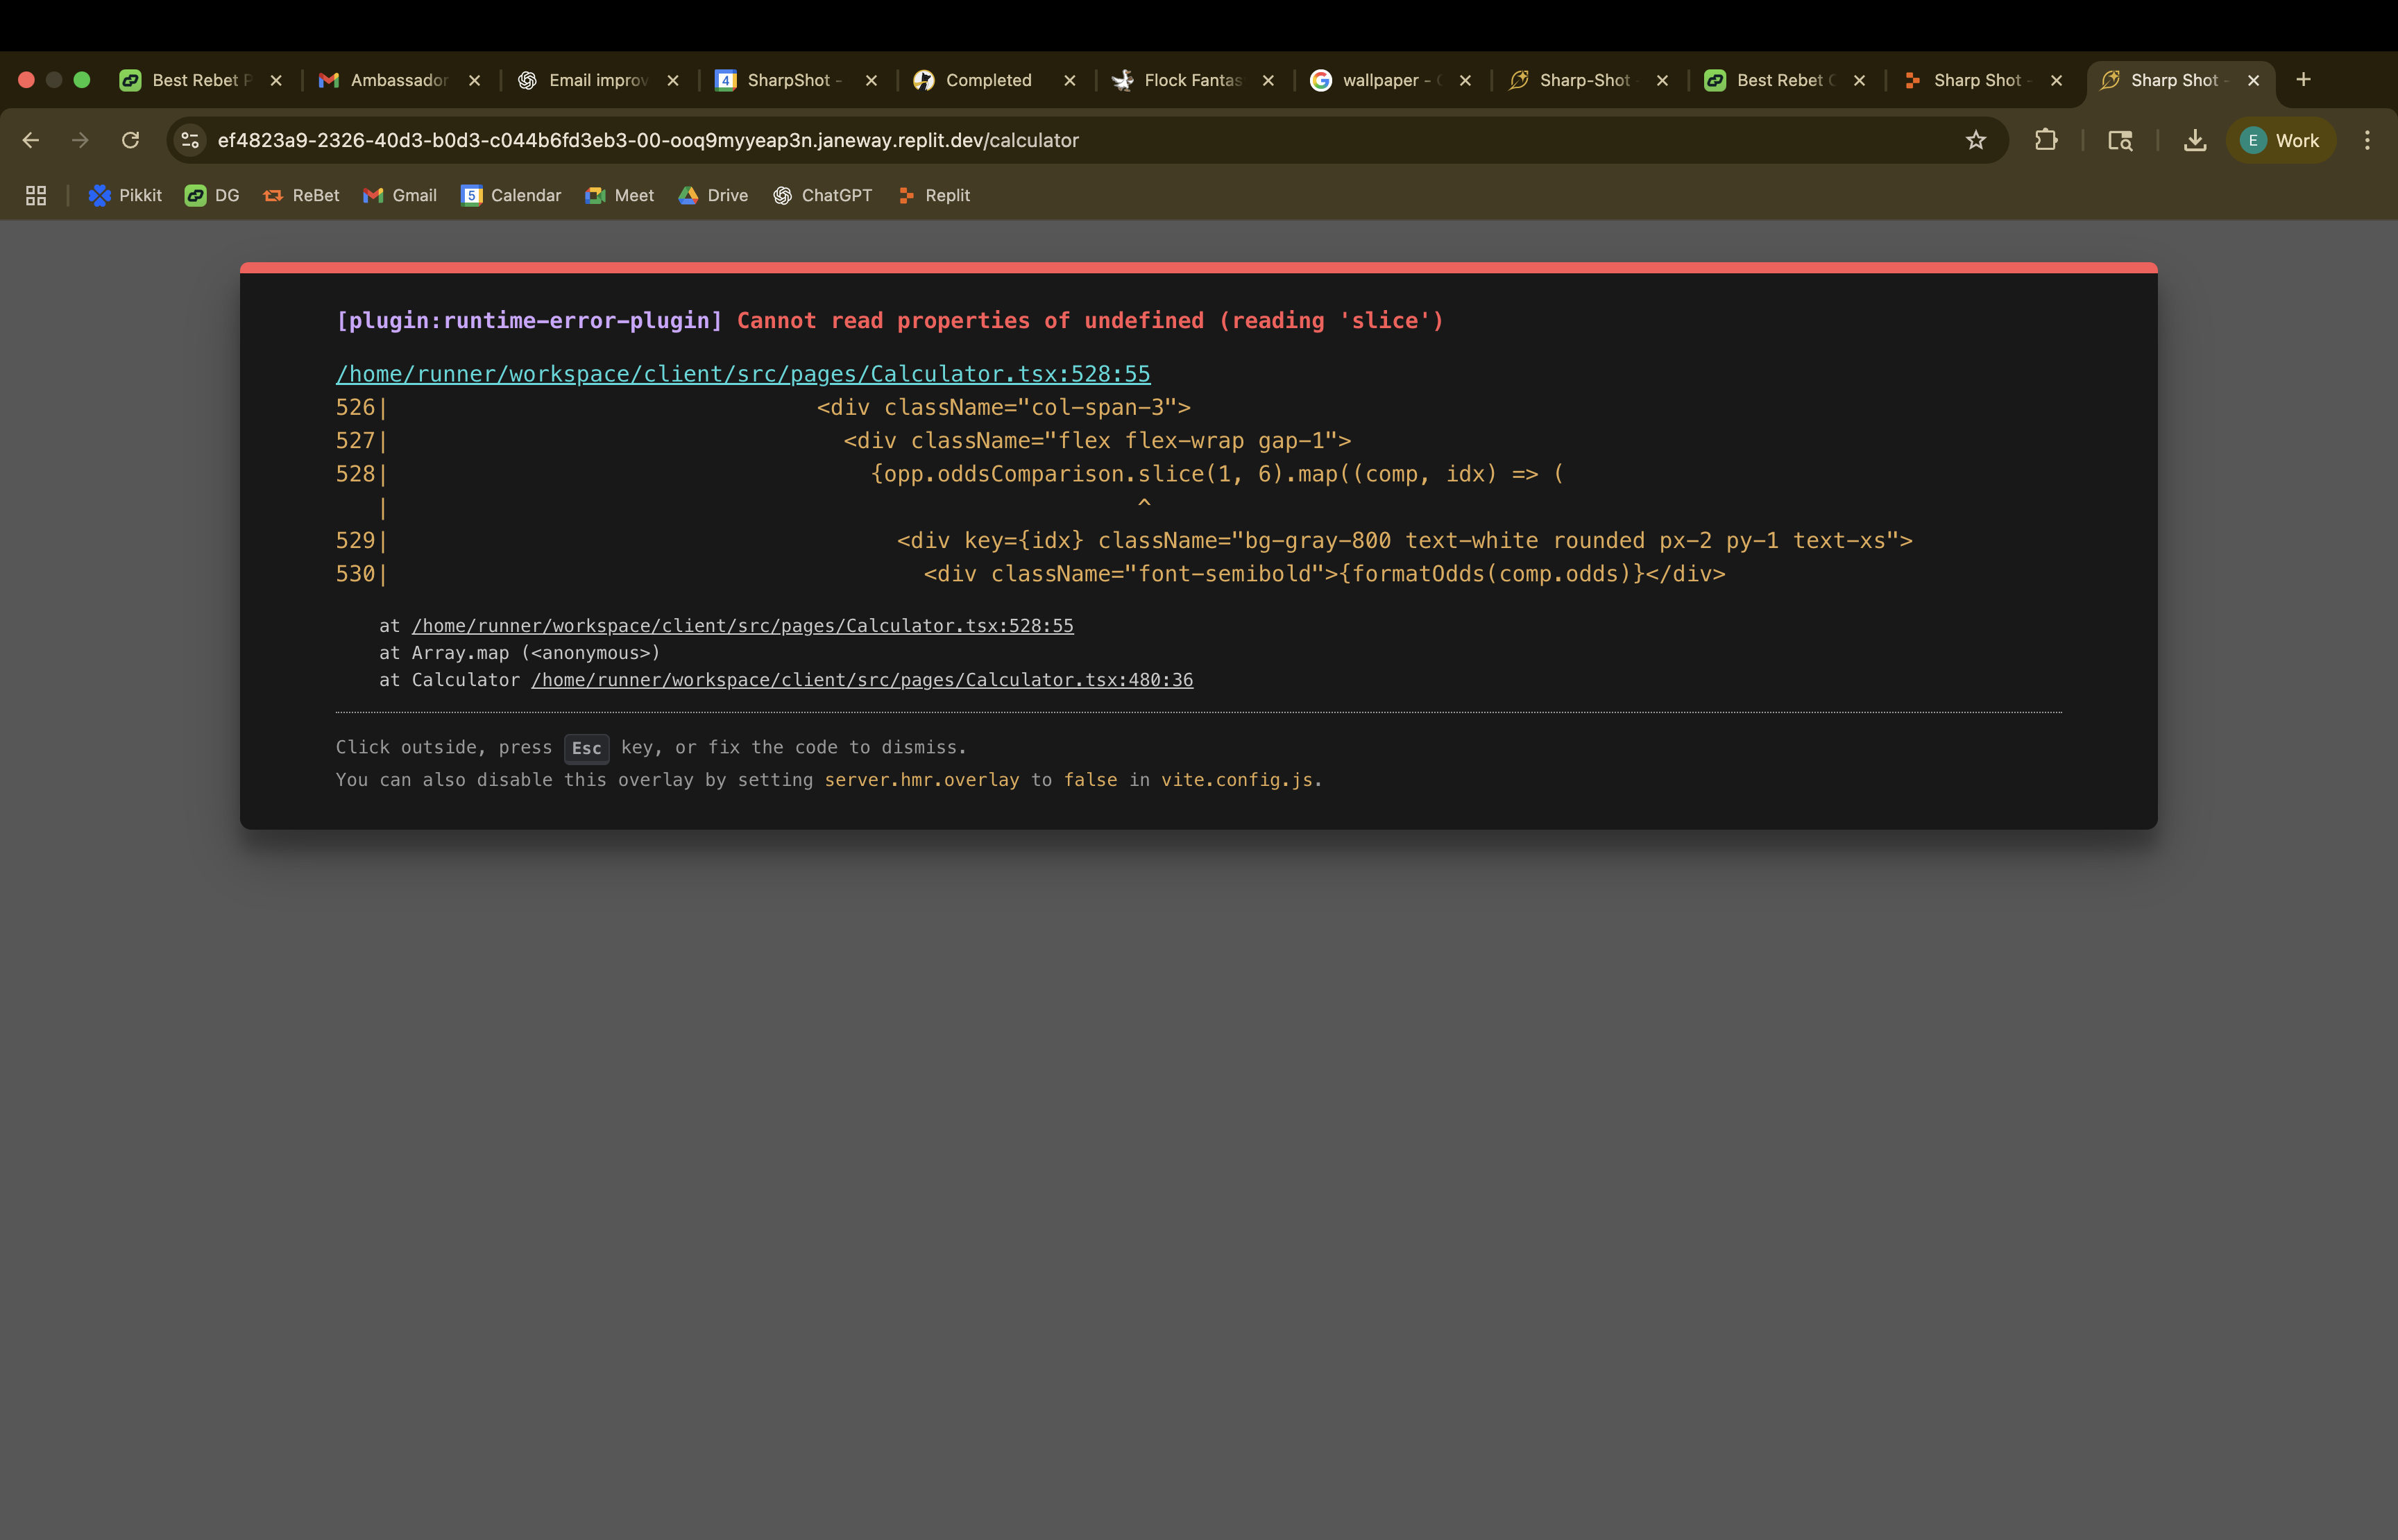 Best Rebet P
Ambassador
Email improv
4
SharpShot -
Completed
Flock Fantas
wallpaper -
Sharp-Shot
Best Rebet
Sharp Shot -
Sharp Shot -
ef4823a9-2326-40d3-b0d3-c044b6fd3eb3-00-ooq9myyeap3n.janeway.replit.dev/calculator
E Work
Pikkit
DG
ReBet
Gmail
5 Calendar
Meet
Drive
ChatGPT
Replit
[plugin:runtime-error-plugin] Cannot read properties of undefined (reading 'slice')
/home/runner/workspace/client/src/pages/Calculator.tsx:528:55
526| <div className="col-span-3">
527| <div className="flex flex-wrap gap-1">
528| {opp.oddsComparison.slice(1, 6).map((comp, idx) => (
| ^
529| <div key={idx} className="bg-gray-800 text-white rounded px-2 py-1 text-xs">
530| <div className="font-semibold">{formatOdds(comp.odds)}</div>
at /home/runner/workspace/client/src/pages/Calculator.tsx:528:55
at Array.map (<anonymous>)
at Calculator /home/runner/workspace/client/src/pages/Calculator.tsx:480:36
Click outside, press Esc key, or fix the code to dismiss.
You can also disable this overlay by setting server.hmr.overlay to false in vite.config.js.